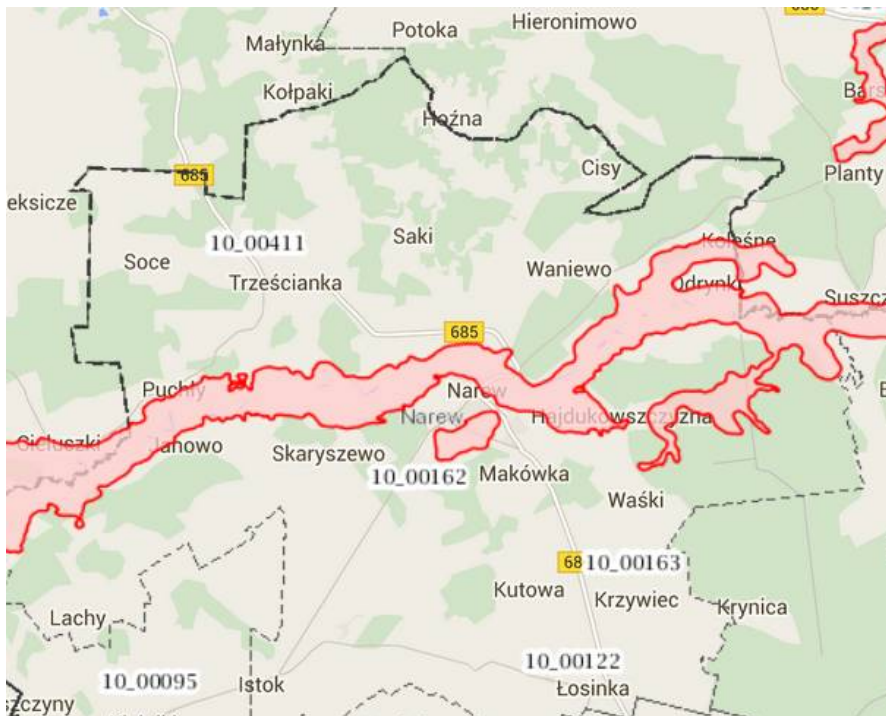 Hieronimowo
Potoka
Małynka
Kołpaki
Hoźna
Cisy
685
Planty
eksicze
10_00411
Saki
Koleśne
Soce
Waniewo
Trześcianka
Odrynki
685
Puchły
Narew
Narew
Hajdukowszczyzna
Ciełuszki
Janowo
Skaryszewo
10_00162
Makówka
Waśki
68
10_00163
Kutowa
Krzywiec
Krynica
Lachy
10_00122
10_00095
Istok
Łosinka
szczyny